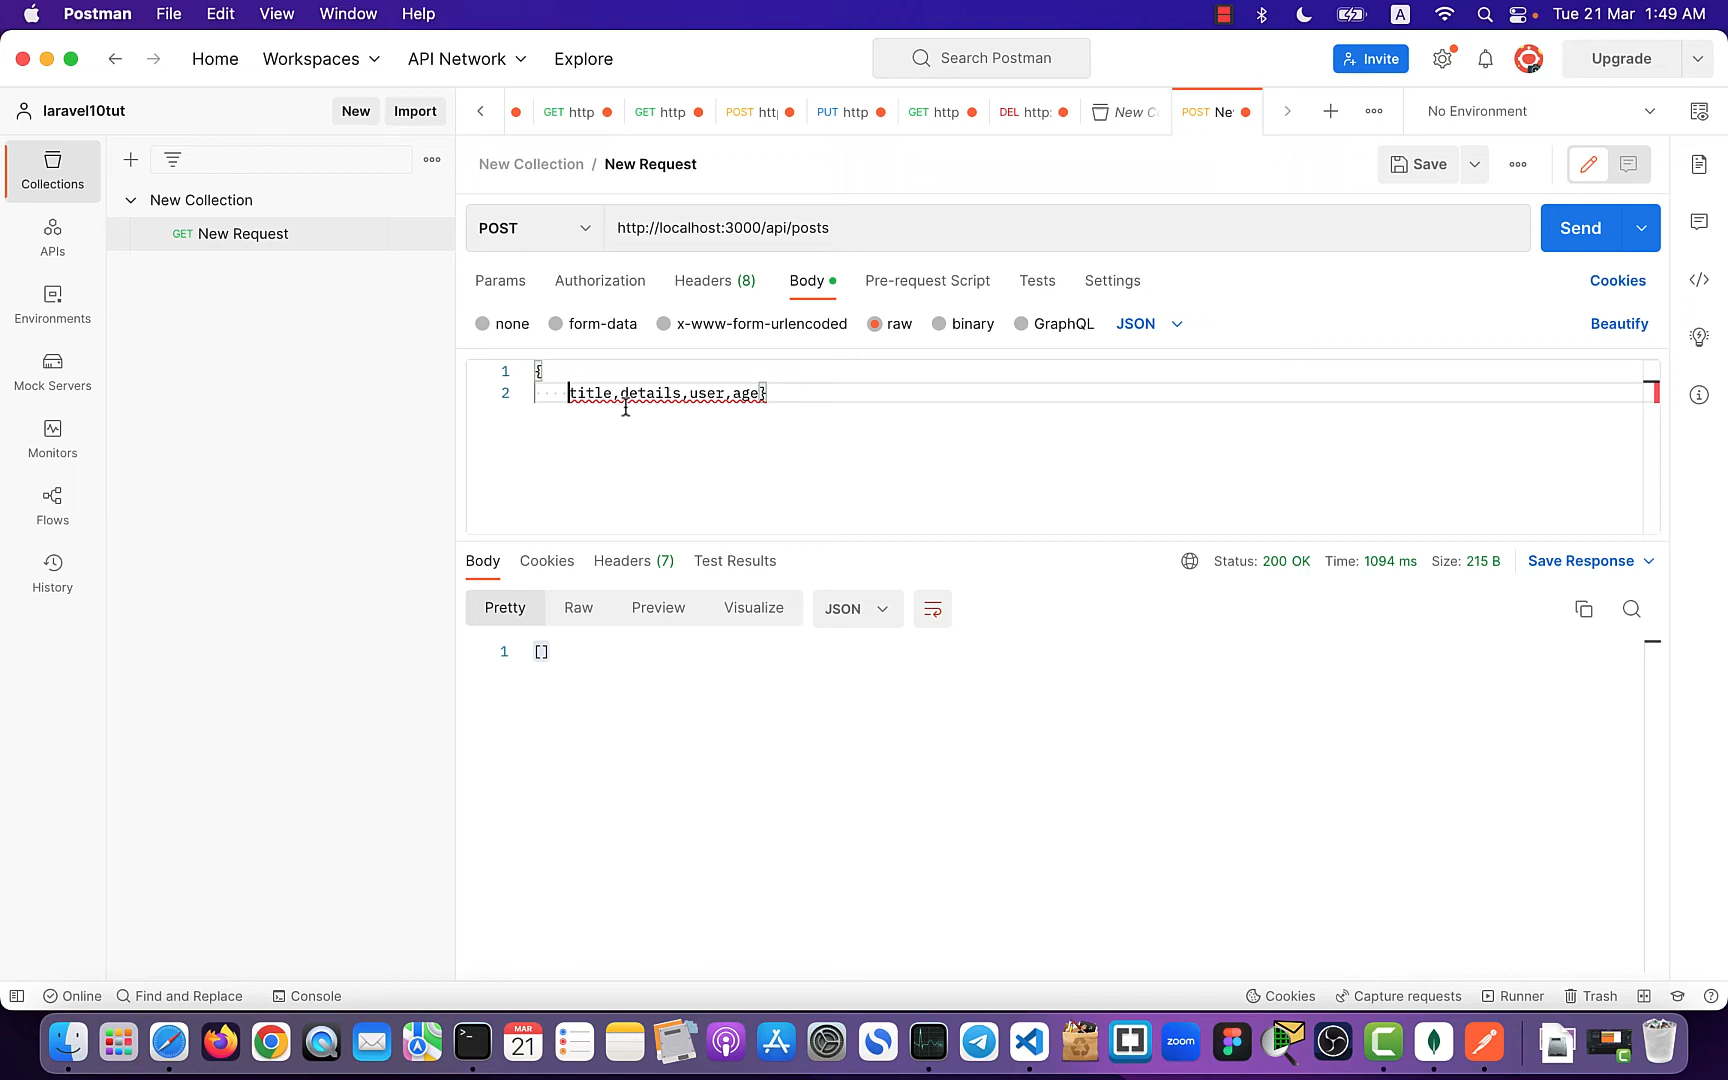 Postman File Edit View Window Help A Tue 21 Mar 1:49 AM
Home Workspaces API Network Explore Search Postman Invite Upgrade
laravel10tut New Import GET http GET http POST htt PUT http GET http DEL http: New C POST Ne No Environment
Collections
New Collection / New Request Save
New Collection
GET New Request
APIs
POST http://localhost:3000/api/posts Send
Environments
Params Authorization Headers (8) Body Pre-request Script Tests Settings Cookies
none form-data x-www-form-urlencoded raw binary GraphQL JSON Beautify
Mock Servers
1 {
2 title,details,user,age}
Monitors
Flows
History
Body Cookies Headers (7) Test Results Status: 200 OK Time: 1094 ms Size: 215 B Save Response
Pretty Raw Preview Visualize JSON
1 []
Online Find and Replace Console Cookies Capture requests Runner Trash
MAR
21
zoom